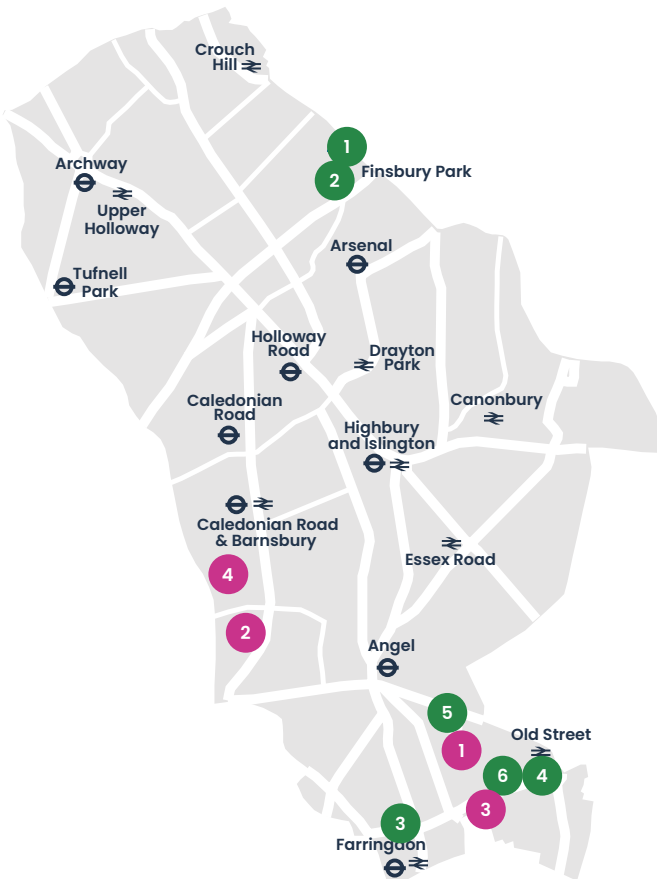 Crouch
Hill
1
2
Finsbury Park
Archway
Upper
Holloway
Arsenal
Tufnell
Park
Holloway
Road
Drayton
Park
Caledonian
Road
Canonbury
Highbury
and Islington
Caledonian Road
& Barnsbury
Essex Road
4
2
Angel
5
1
Old Street
6
4
3
3
Farringdon